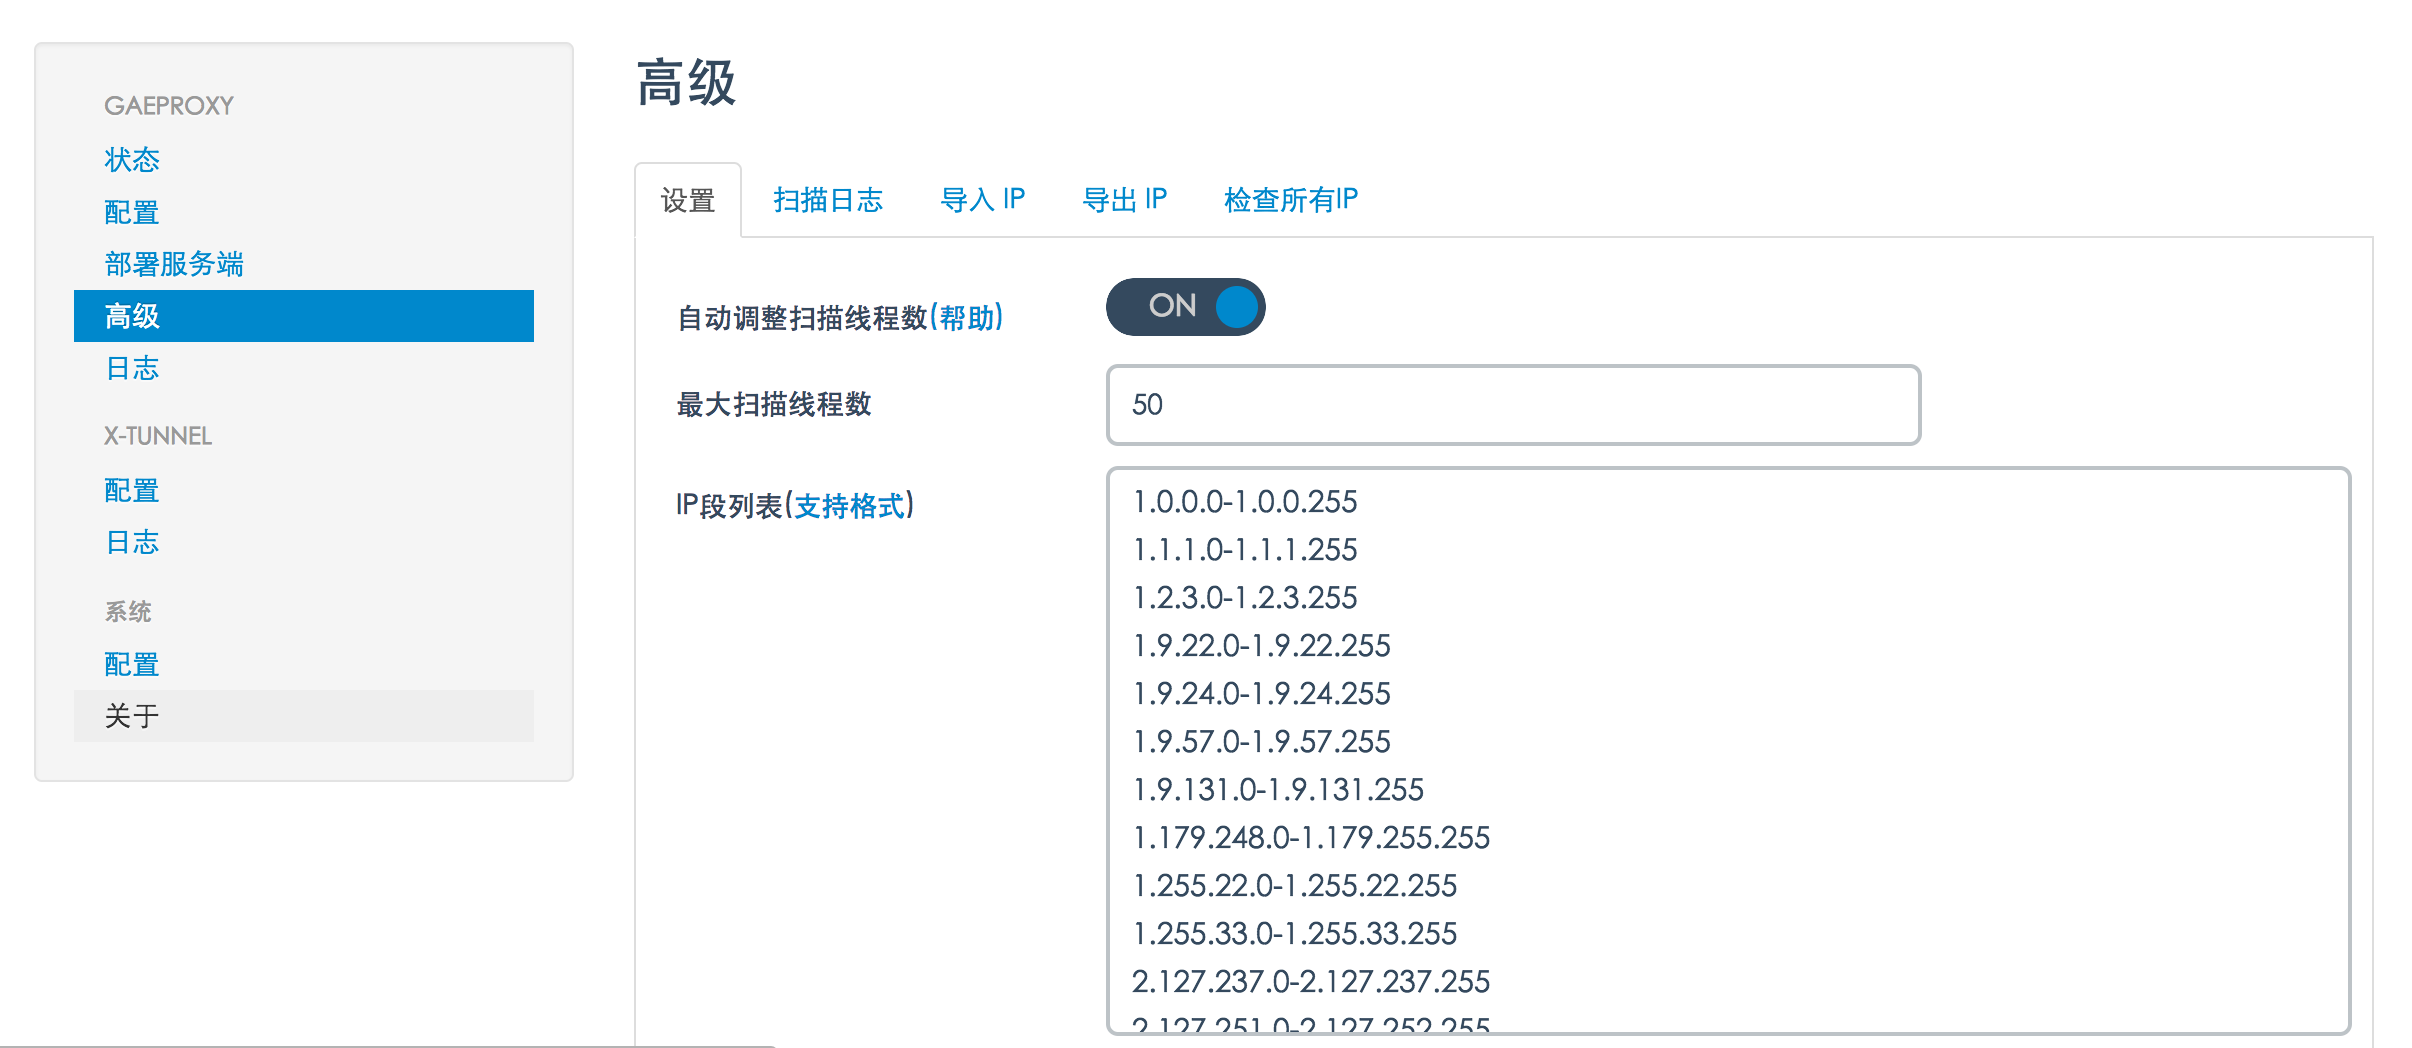 GAEPROXY
状态
配置
部署服务端
高级
日志
X-TUNNEL
配置
日志
系统
配置
关于
高级
设置
扫描日志
导入 IP
导出 IP
检查所有IP
自动调整扫描线程数(帮助)
ON
最大扫描线程数
50
IP段列表(支持格式)
1.0.0.0-1.0.0.255
1.1.1.0-1.1.1.255
1.2.3.0-1.2.3.255
1.9.22.0-1.9.22.255
1.9.24.0-1.9.24.255
1.9.57.0-1.9.57.255
1.9.131.0-1.9.131.255
1.179.248.0-1.179.255.255
1.255.22.0-1.255.22.255
1.255.33.0-1.255.33.255
2.127.237.0-2.127.237.255
2.127.251.0-2.127.252.255